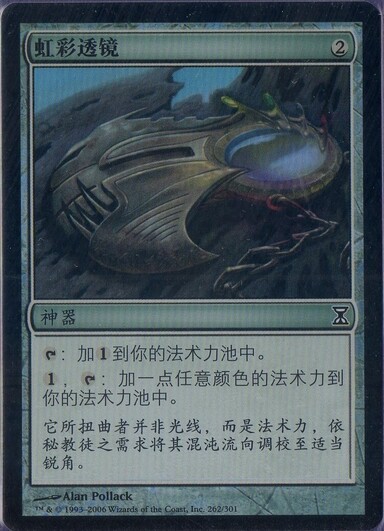 虹彩透镜 2
神器
：加1到你的法术力池中。
1，：加一点任意颜色的法术力到
你的法术力池中。
它所扭曲者并非光线，而是法术力，依
秘教徒之需求将其混沌流向调校至适当
锐角。
Alan Pollack
™ & © 1993–2006 Wizards of the Coast, Inc. 262/301